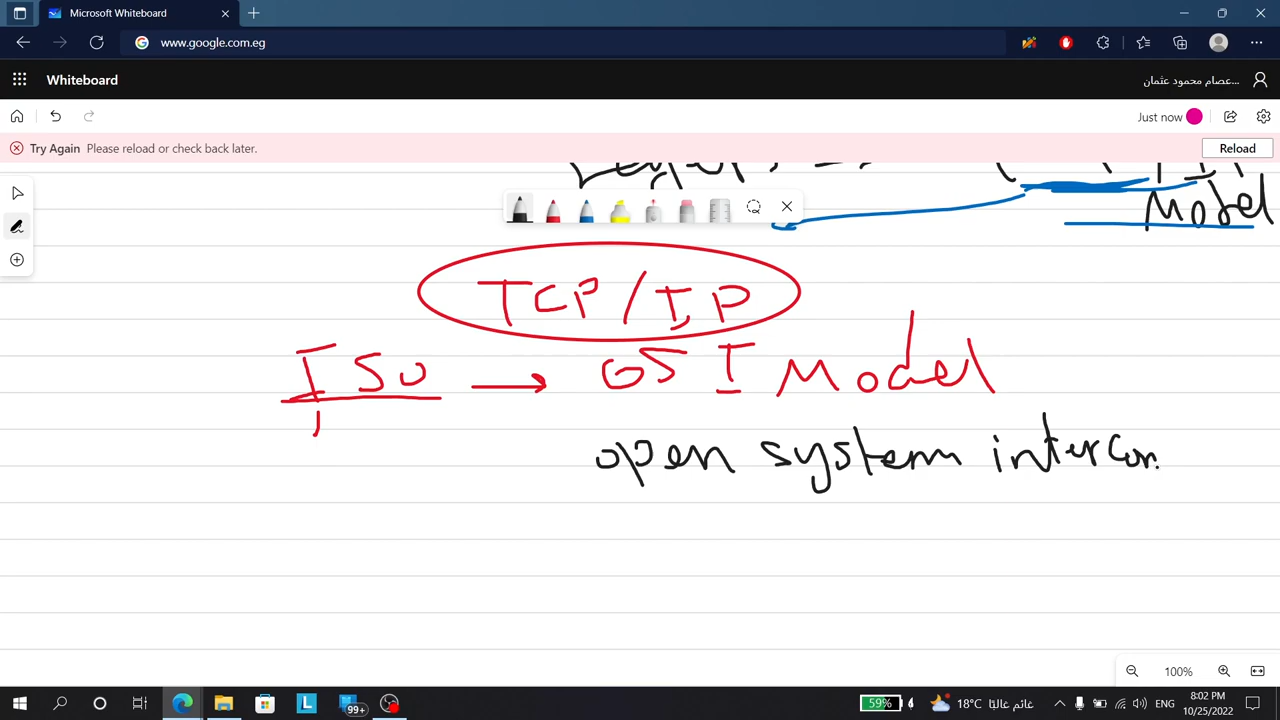 Microsoft Whiteboard
www.google.com.eg
Whiteboard
عصام محمود عثمان...
Just now
Try Again Please reload or check back later.
Reload
Model
TCP/IP
ISO → OSI Model
open system intercon
100%
99+
59%
18°C غائم غالبًا
ENG
8:02 PM
10/25/2022